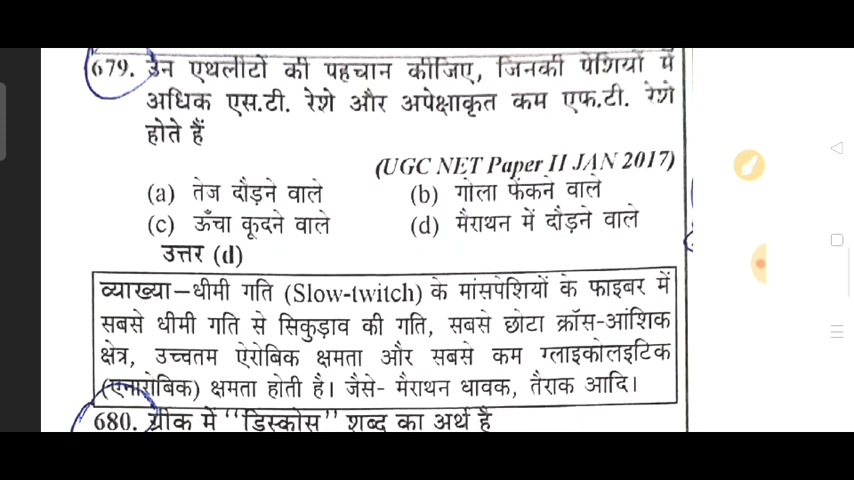 679. उन एथलीटों की पहचान कीजिए, जिनकी पेशियों में
अधिक एस.टी. रेशे और अपेक्षाकृत कम एफ.टी. रेशे
होते हैं
(UGC NET Paper II JAN 2017)
(a) तेज दौड़ने वाले (b) गोला फेंकने वाले
(c) ऊँचा कूदने वाले (d) मैराथन में दौड़ने वाले
उत्तर (d)
व्याख्या–धीमी गति (Slow-twitch) के मांसपेशियों के फाइबर में
सबसे धीमी गति से सिकुड़ाव की गति, सबसे छोटा क्रॉस-आंशिक
क्षेत्र, उच्चतम ऐरोबिक क्षमता और सबसे कम ग्लाइकोलइटिक
(एनारोबिक) क्षमता होती है। जैसे- मैराथन धावक, तैराक आदि।
680. ग्रीक में "डिस्कोस" शब्द का अर्थ है